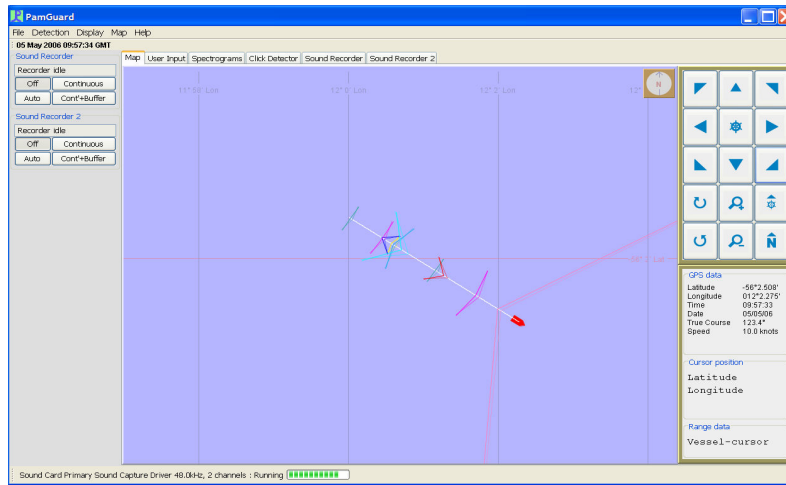 PamGuard
File Detection Display Map Help
05 May 2006 09:57:34 GMT
Sound Recorder
Recorder idle
Off Continuous
Auto Cont'+Buffer
Sound Recorder 2
Recorder idle
Off Continuous
Auto Cont'+Buffer
Map User Input Spectrograms Click Detector Sound Recorder Sound Recorder 2
11°58' Lon 12°0' Lon 12°2' Lon 12°
N
N
GPS data
Latitude -56°2.508'
Longitude 012°2.275'
Time 09:57:33
Date 05/05/06
True Course 123.4°
Speed 10.0 knots
Cursor position
Latitude
Longitude
Range data
Vessel-cursor
Sound Card Primary Sound Capture Driver 48.0kHz, 2 channels : Running